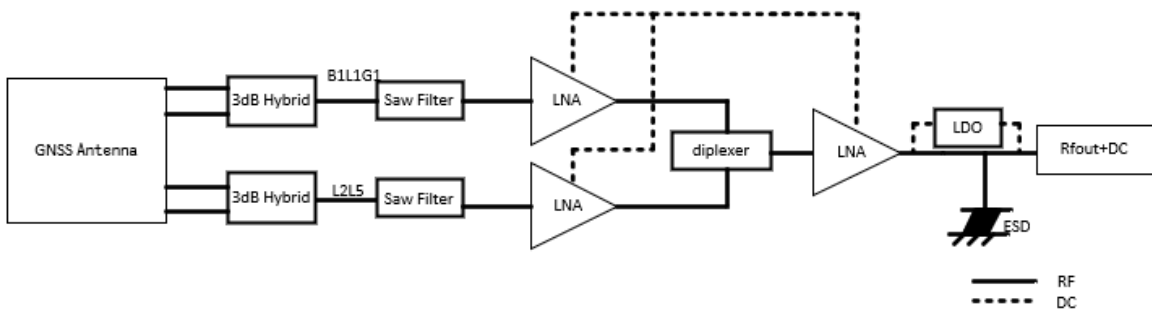 GNSS Antenna
3dB Hybrid
B1L1G1
Saw Filter
LNA
3dB Hybrid
L2L5
Saw Filter
LNA
diplexer
LNA
LDO
Rfout+DC
ESD
RF
DC